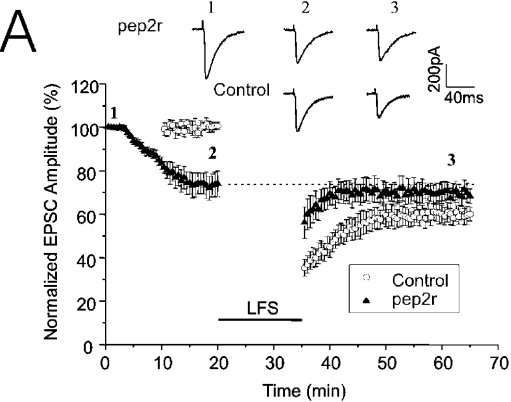 A
pep2r
1 2 3
Control
200pA
40ms
Normalized EPSC Amplitude (%)
120
100
80
60
40
20
0
1
2
3
LFS
Control
pep2r
0 10 20 30 40 50 60 70
Time (min)